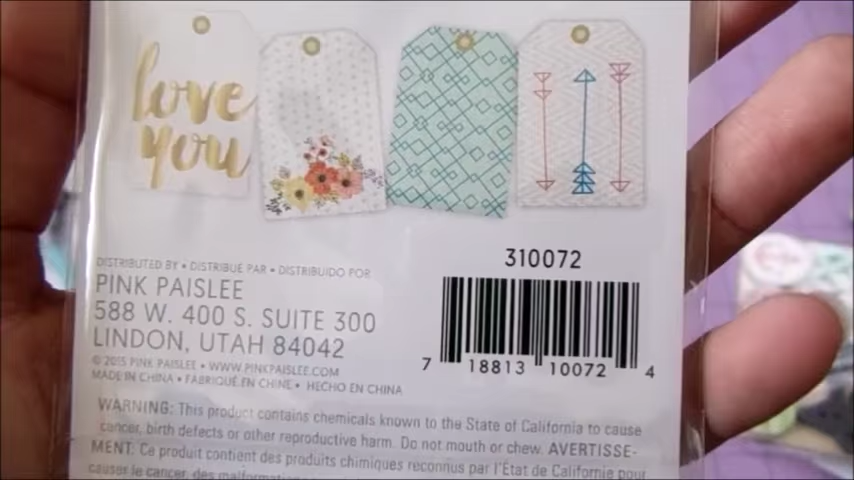 love
you
310072
DISTRIBUTED BY • DISTRIBUÉ PAR • DISTRIBUIDO POR
PINK PAISLEE
588 W. 400 S. SUITE 300
LINDON, UTAH 84042
© 2015 PINK PAISLEE • WWW.PINKPAISLEE.COM
MADE IN CHINA • FABRIQUÉ EN CHINE • HECHO EN CHINA
7 18813 10072 4
WARNING: This product contains chemicals known to the State of California to cause
cancer, birth defects or other reproductive harm. Do not mouth or chew. AVERTISSE-
MENT: Ce produit contient des produits chimiques reconnus par l'État de Californie pour
causer le cancer, des